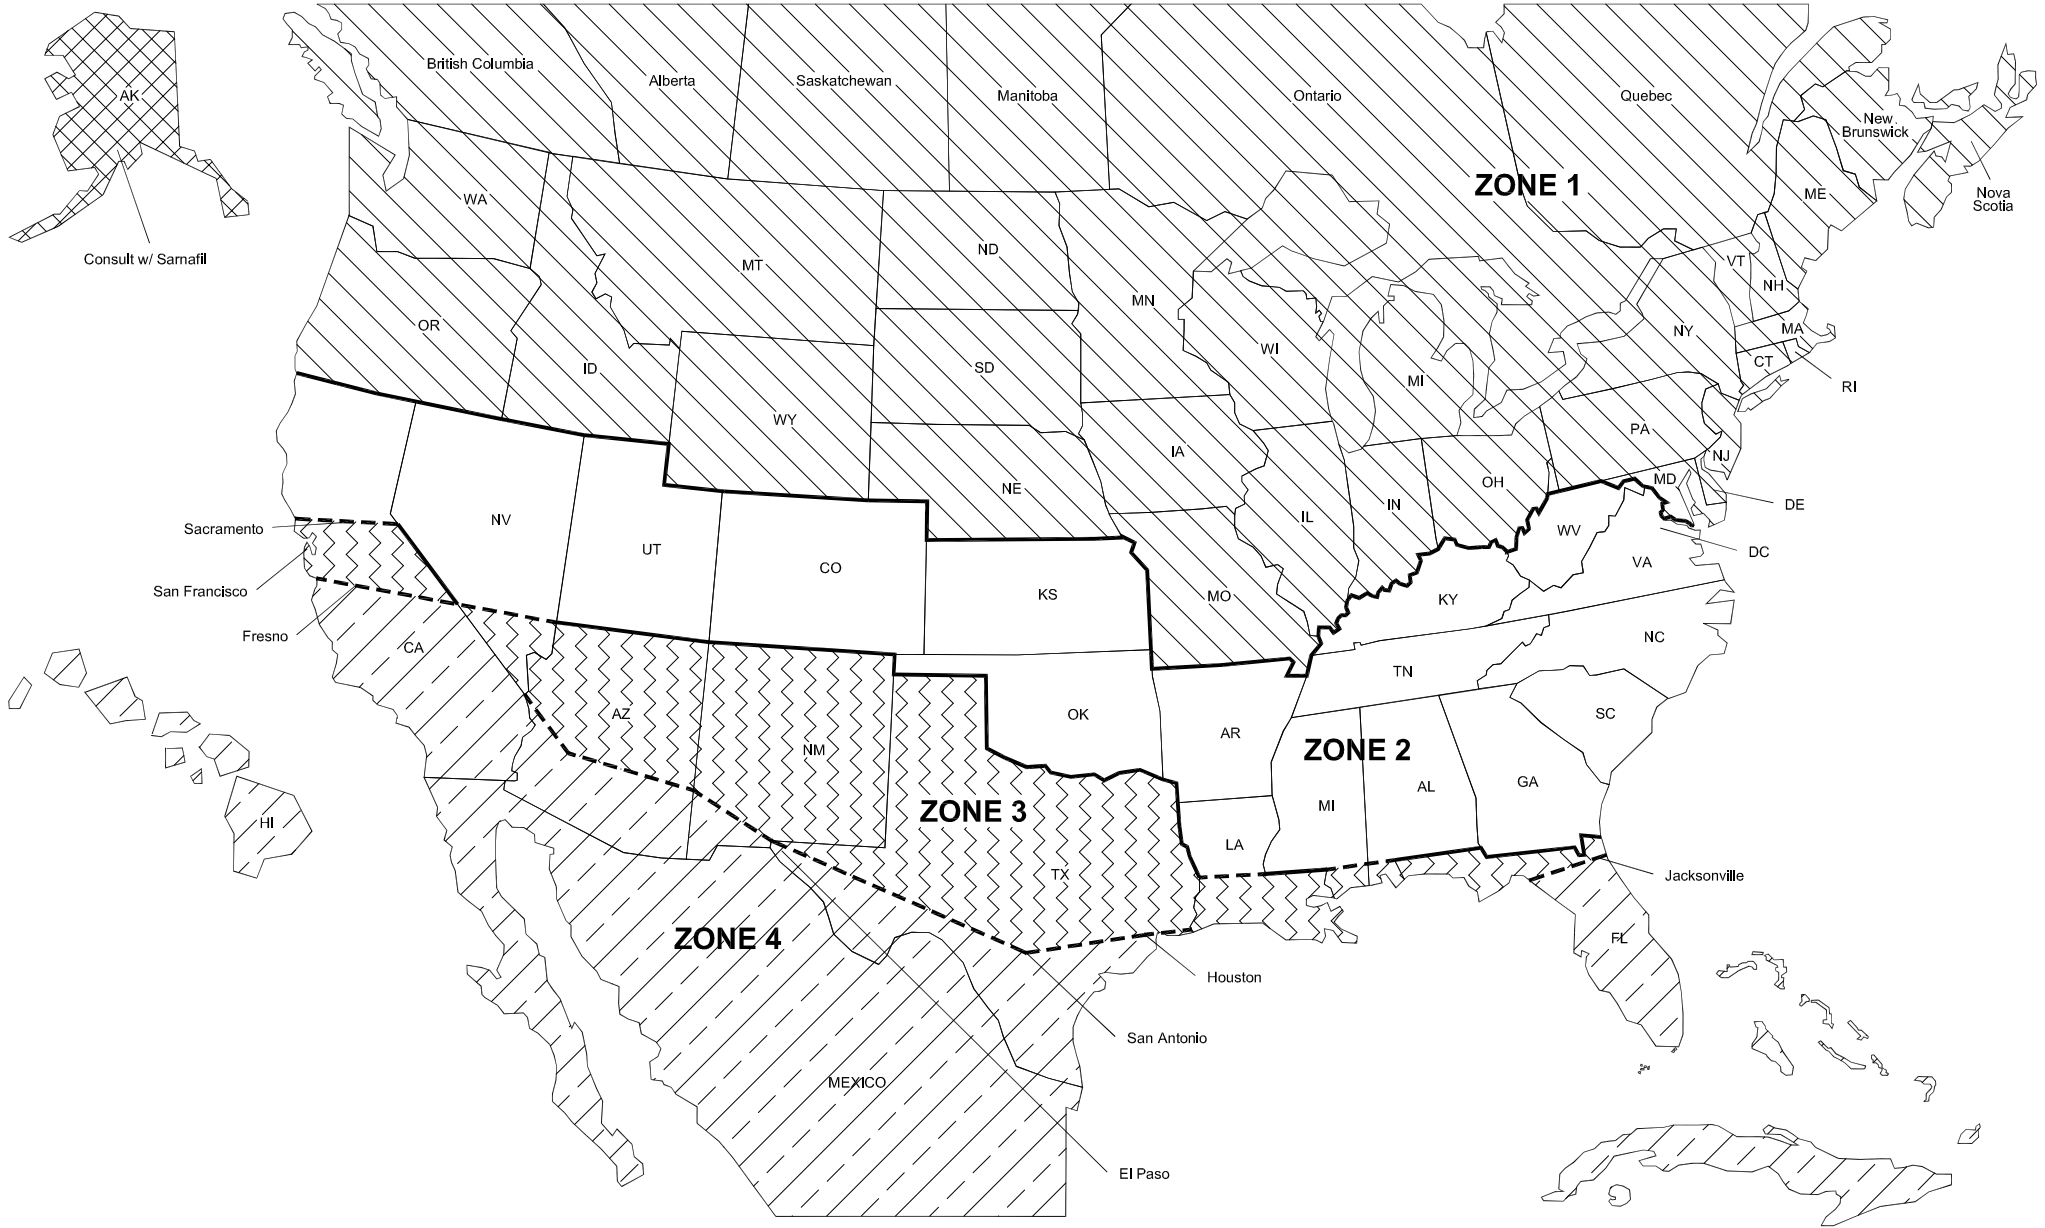 British Columbia
Alberta
Saskatchewan
Manitoba
Ontario
Quebec
New
Brunswick
Nova
Scotia
AK
Consult w/ Sarnafil
ZONE 1
WA
MT
ND
MN
ME
VT
NH
OR
ID
SD
WI
MI
NY
MA
CT
RI
WY
NE
IA
PA
NJ
IL
IN
OH
MD
DE
DC
NV
UT
CO
KS
MO
WV
VA
KY
Sacramento
San Francisco
Fresno
CA
NC
TN
SC
AZ
NM
OK
AR
ZONE 2
MI
AL
GA
LA
ZONE 3
TX
HI
Jacksonville
ZONE 4
FL
Houston
San Antonio
MEXICO
El Paso